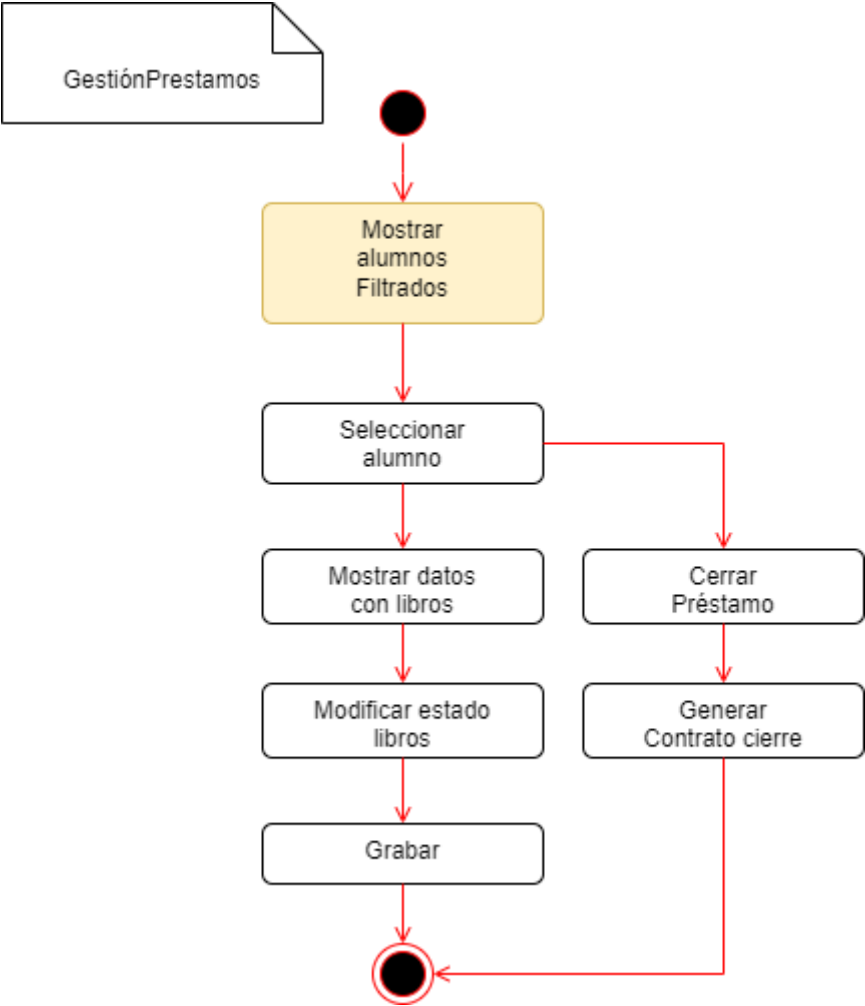 GestiónPrestamos
Mostrar
alumnos
Filtrados
Seleccionar
alumno
Mostrar datos
con libros
Cerrar
Préstamo
Modificar estado
libros
Generar
Contrato cierre
Grabar